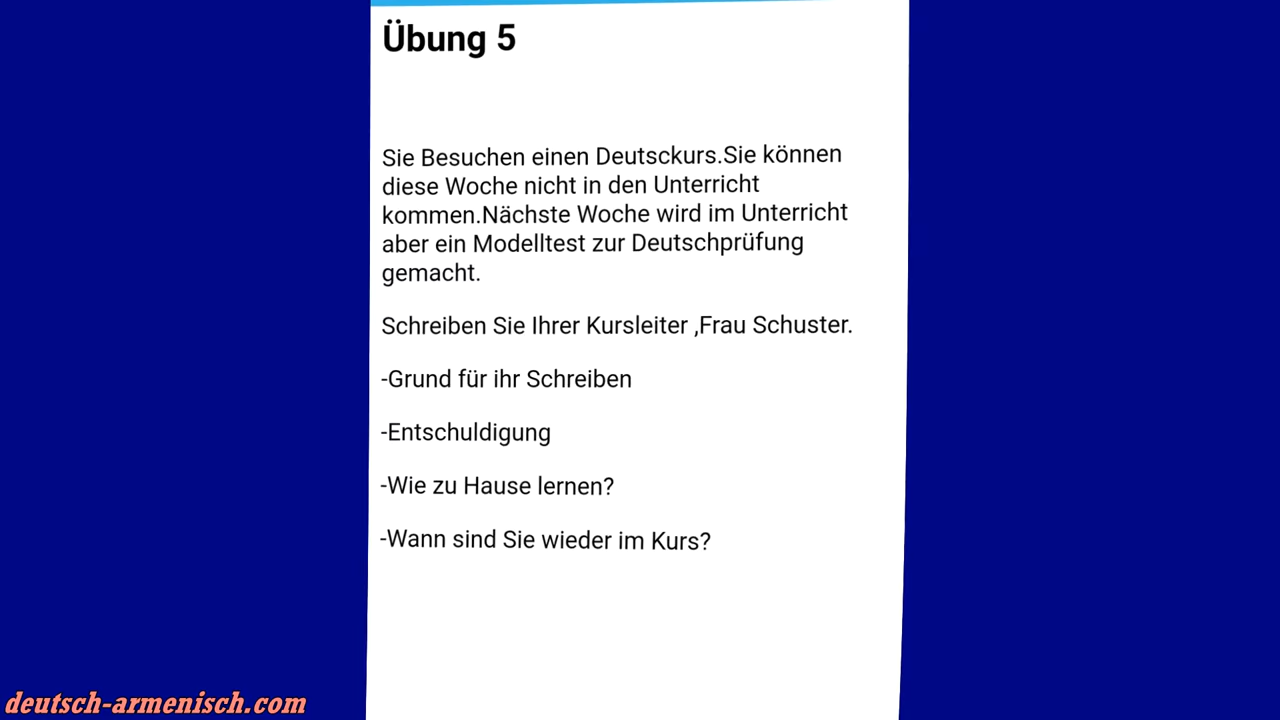 Übung 5
Sie Besuchen einen Deutsckurs.Sie können
diese Woche nicht in den Unterricht
kommen.Nächste Woche wird im Unterricht
aber ein Modelltest zur Deutschprüfung
gemacht.
Schreiben Sie Ihrer Kursleiter ,Frau Schuster.
-Grund für ihr Schreiben
-Entschuldigung
-Wie zu Hause lernen?
-Wann sind Sie wieder im Kurs?
deutsch-armenisch.com